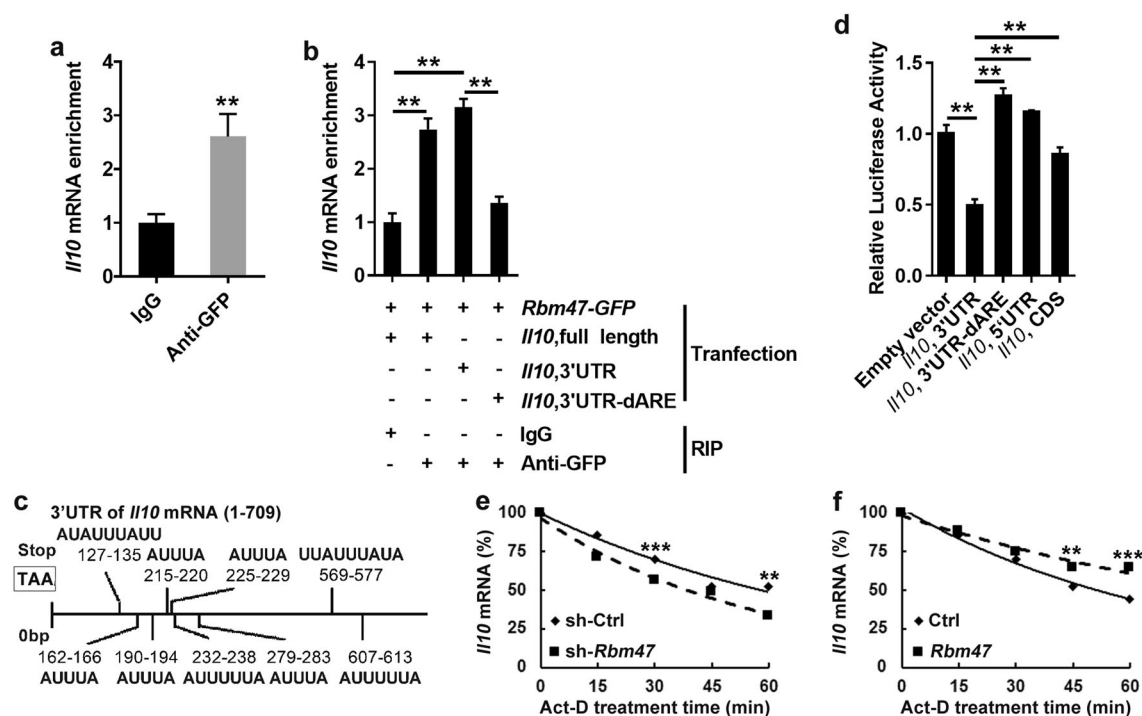 a
Il10 mRNA enrichment
4
3
2
1
0
**
IgG
Anti-GFP
b
Il10 mRNA enrichment
4
3
2
1
0
** ** **
+ + + + Rbm47-GFP
+ + - - Il10,full length
- - + - Il10,3'UTR
- - - + Il10,3'UTR-dARE
Tranfection
+ - - - IgG
- + + + Anti-GFP
RIP
d
Relative Luciferase Activity
1.5
1.0
0.5
0.0
**
**
**
**
Empty vector
Il10, 3'UTR
Il10, 3'UTR-dARE
Il10, 5'UTR
Il10, CDS
c
3'UTR of Il10 mRNA (1-709)
AUAUUUAUU
Stop 127-135 AUUUA AUUUA UUAUUUAUA
TAA 215-220 225-229 569-577
0bp
162-166 190-194 232-238 279-283 607-613
AUUUA AUUUA AUUUUUA AUUUA AUUUUUA
e
Il10 mRNA (%)
100
75
50
25
0
*** **
sh-Ctrl
sh-Rbm47
0 15 30 45 60
Act-D treatment time (min)
f
Il10 mRNA (%)
100
75
50
25
0
** ***
Ctrl
Rbm47
0 15 30 45 60
Act-D treatment time (min)